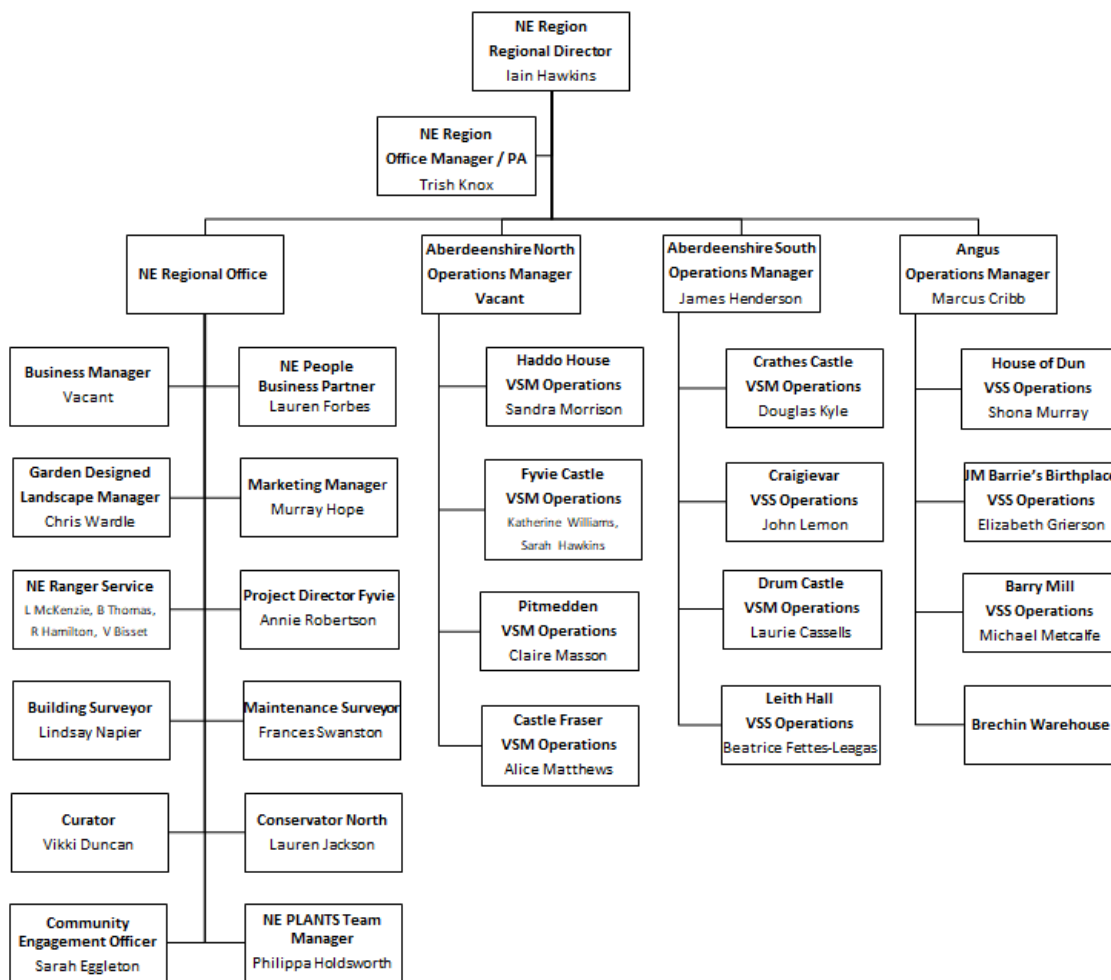 NE Region
Regional Director
Iain Hawkins
NE Region
Office Manager / PA
Trish Knox
NE Regional Office
Aberdeenshire North
Operations Manager
Vacant
Aberdeenshire South
Operations Manager
James Henderson
Angus
Operations Manager
Marcus Cribb
Business Manager
Vacant
NE People
Business Partner
Lauren Forbes
Garden Designed
Landscape Manager
Chris Wardle
Marketing Manager
Murray Hope
NE Ranger Service
L McKenzie, B Thomas,
R Hamilton, V Bisset
Project Director Fyvie
Annie Robertson
Building Surveyor
Lindsay Napier
Maintenance Surveyor
Frances Swanston
Curator
Vikki Duncan
Conservator North
Lauren Jackson
Community
Engagement Officer
Sarah Eggleton
NE PLANTS Team
Manager
Philippa Holdsworth
Haddo House
VSM Operations
Sandra Morrison
Fyvie Castle
VSM Operations
Katherine Williams,
Sarah Hawkins
Pitmedden
VSM Operations
Claire Masson
Castle Fraser
VSM Operations
Alice Matthews
Crathes Castle
VSM Operations
Douglas Kyle
Craigievar
VSS Operations
John Lemon
Drum Castle
VSM Operations
Laurie Cassells
Leith Hall
VSS Operations
Beatrice Fettes-Leagas
House of Dun
VSS Operations
Shona Murray
JM Barrie's Birthplace
VSS Operations
Elizabeth Grierson
Barry Mill
VSS Operations
Michael Metcalfe
Brechin Warehouse